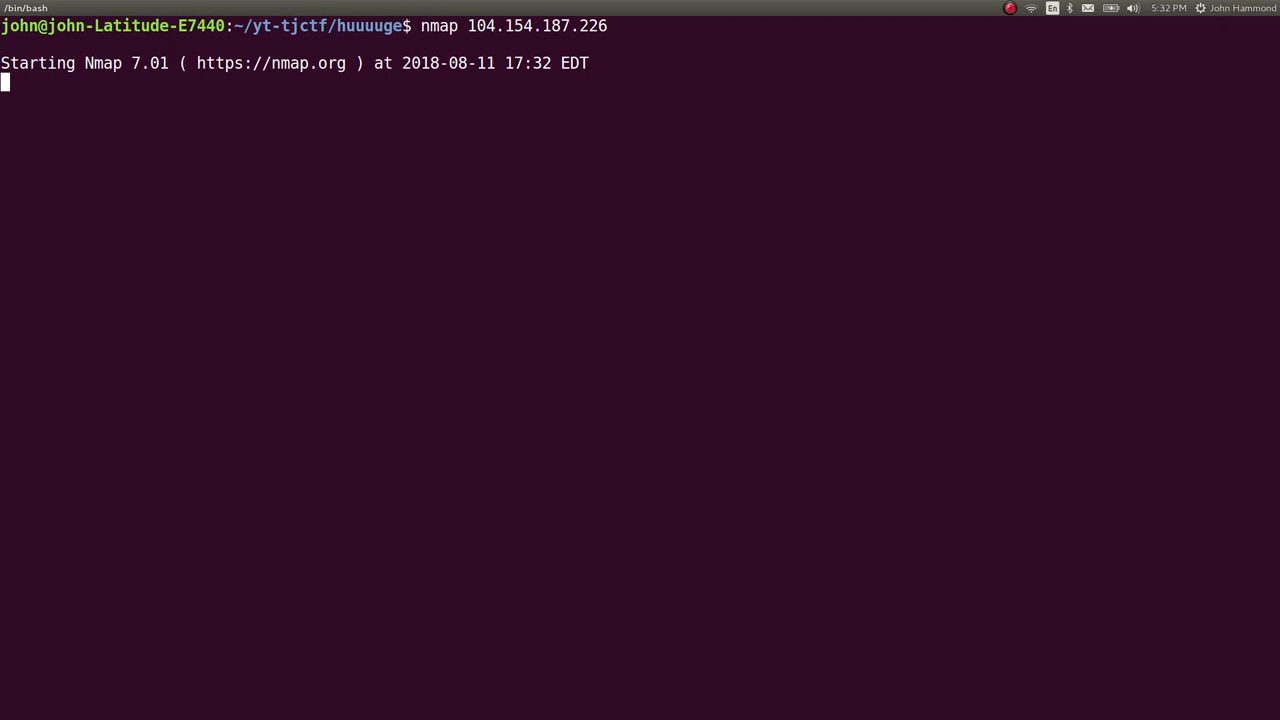 /bin/bash
En
5:32 PM
John Hammond
john@john-Latitude-E7440:~/yt-tjctf/huuuuge$ nmap 104.154.187.226
Starting Nmap 7.01 ( https://nmap.org ) at 2018-08-11 17:32 EDT